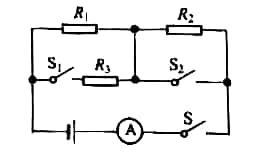 R₁ R₂
S₁ R₃ S₂
A S